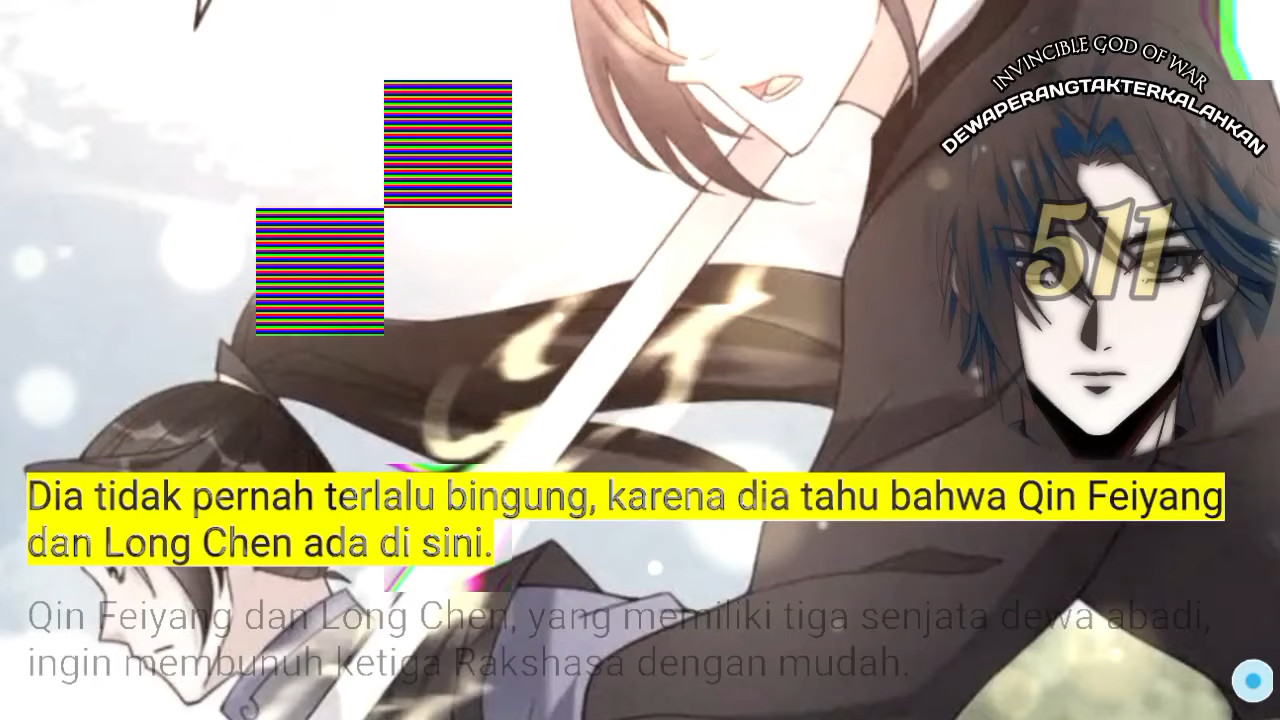 INVINCIBLE GOD OF WAR
DEWAPERANGTAKTERKALAHKAN
511
Dia tidak pernah terlalu bingung, karena dia tahu bahwa Qin Feiyang
dan Long Chen ada di sini.
Qin Feiyang dan Long Chen, yang memiliki tiga senjata dewa abadi,
ingin membunuh ketiga Rakshasa dengan mudah.